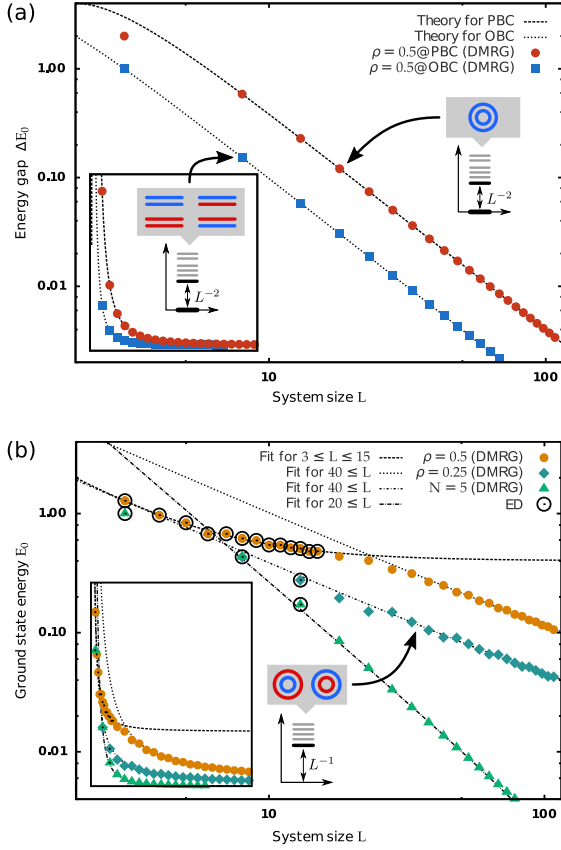 (a)
Theory for PBC
Theory for OBC
ρ = 0.5@PBC (DMRG)
ρ = 0.5@OBC (DMRG)
1.00
0.10
0.01
Energy gap ΔE₀
L⁻²
L⁻²
10
100
System size L
(b)
Fit for 3 ≤ L ≤ 15
Fit for 40 ≤ L
Fit for 40 ≤ L
Fit for 20 ≤ L
ρ = 0.5 (DMRG)
ρ = 0.25 (DMRG)
N = 5 (DMRG)
ED
1.00
0.10
0.01
Ground state energy E₀
L⁻¹
10
100
System size L